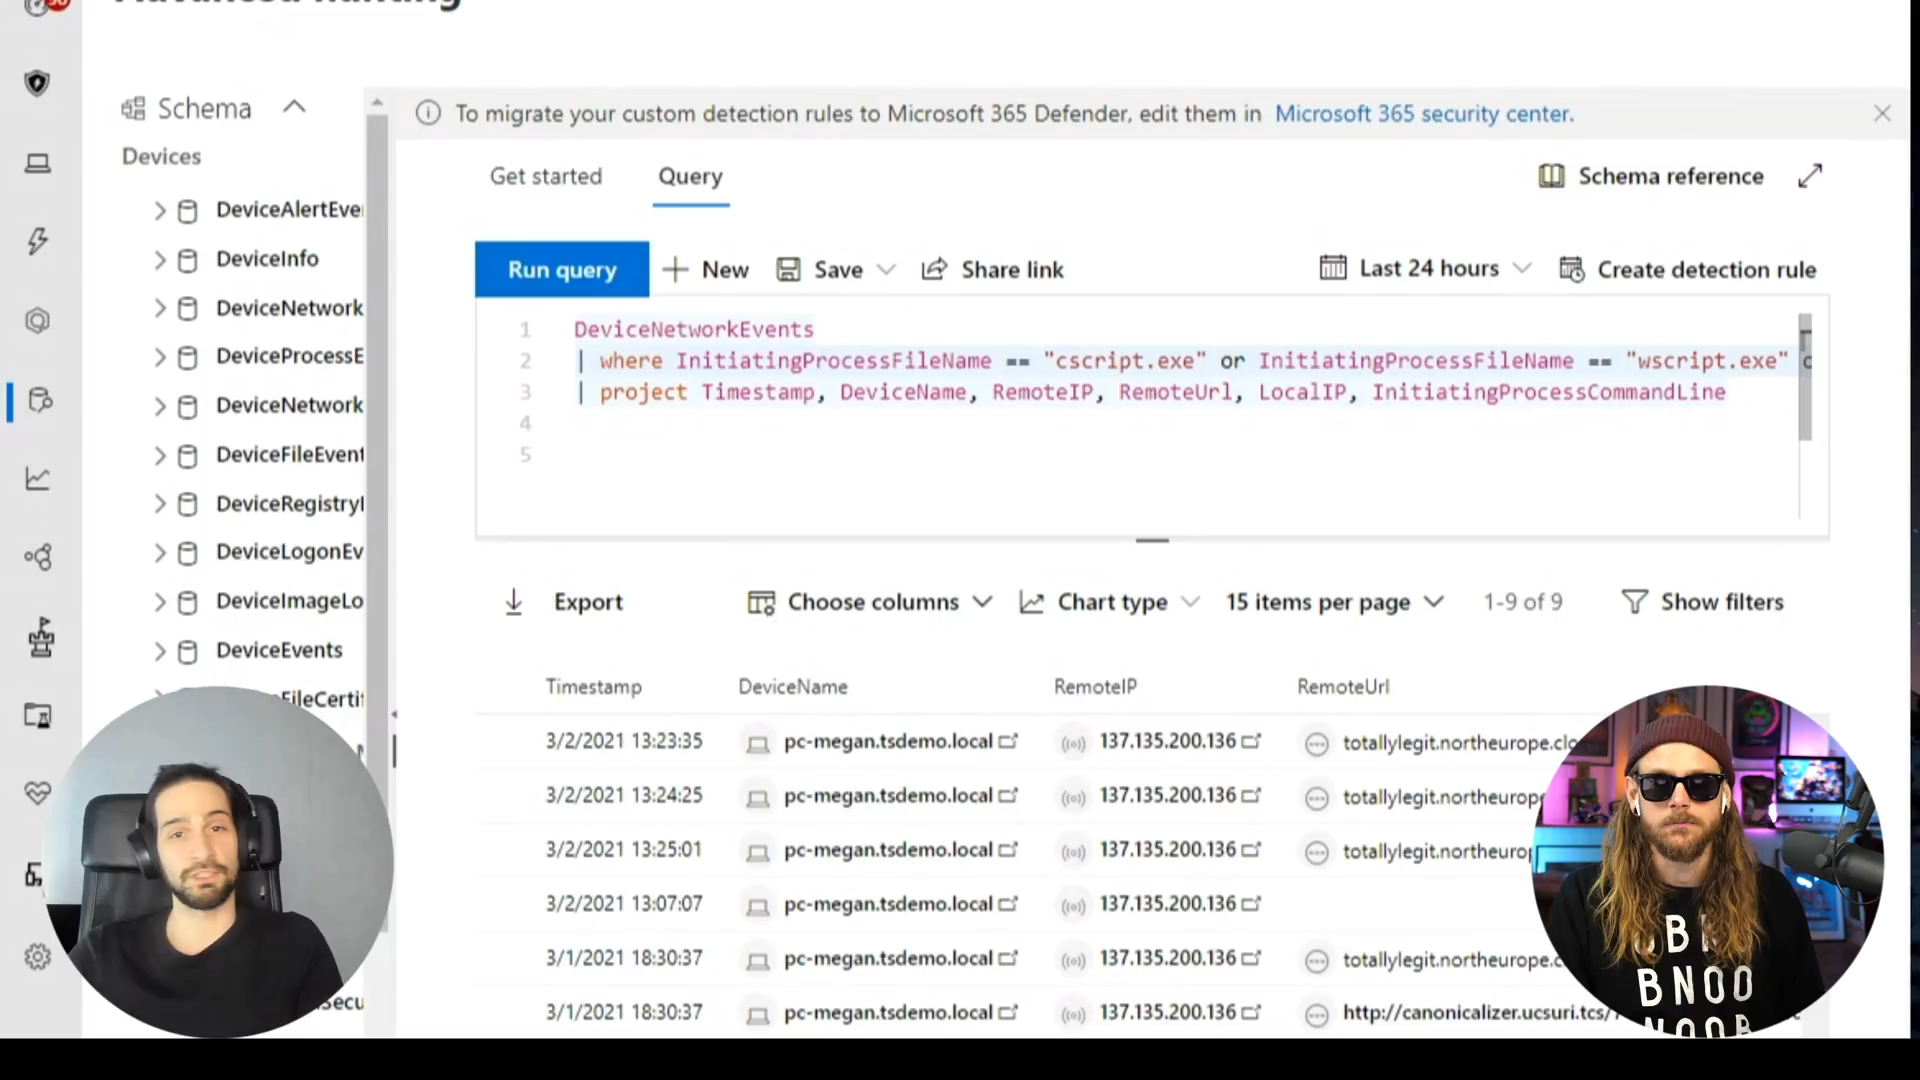 Advanced hunting
Schema
Devices
DeviceAlertEve
DeviceInfo
DeviceNetwork
DeviceProcessE
DeviceNetwork
DeviceFileEvent
DeviceRegistry
DeviceLogonEv
DeviceImageLo
DeviceEvents
FileCertif
Secu
To migrate your custom detection rules to Microsoft 365 Defender, edit them in Microsoft 365 security center.
Get started Query
Schema reference
Run query New Save Share link
Last 24 hours Create detection rule
1 DeviceNetworkEvents
2 | where InitiatingProcessFileName == "cscript.exe" or InitiatingProcessFileName == "wscript.exe"
3 | project Timestamp, DeviceName, RemoteIP, RemoteUrl, LocalIP, InitiatingProcessCommandLine
4
5
Export Choose columns Chart type 15 items per page 1-9 of 9 Show filters
Timestamp DeviceName RemoteIP RemoteUrl
3/2/2021 13:23:35 pc-megan.tsdemo.local 137.135.200.136 totallylegit.northeurope.clo
3/2/2021 13:24:25 pc-megan.tsdemo.local 137.135.200.136 totallylegit.northeurope
3/2/2021 13:25:01 pc-megan.tsdemo.local 137.135.200.136 totallylegit.northeurop
3/2/2021 13:07:07 pc-megan.tsdemo.local 137.135.200.136
3/1/2021 18:30:37 pc-megan.tsdemo.local 137.135.200.136 totallylegit.northeurope.c
3/1/2021 18:30:37 pc-megan.tsdemo.local 137.135.200.136 http://canonicalizer.ucsuri.tcs/
BNOO
NOOB